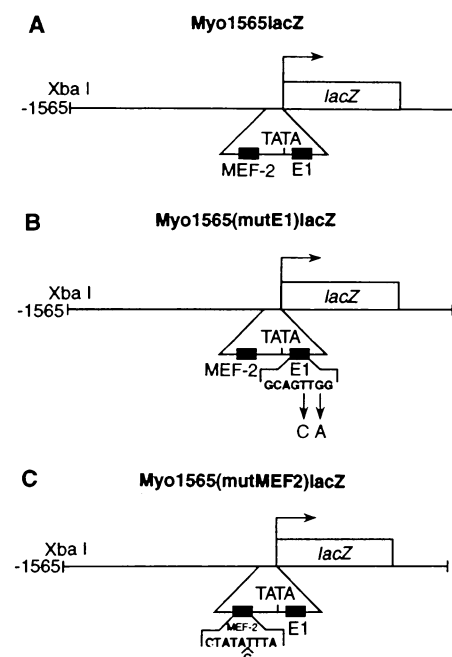 A
Myo1565lacZ
Xba I
lacZ
-1565
TATA
MEF-2 E1
B
Myo1565(mutE1)lacZ
Xba I
lacZ
-1565
TATA
MEF-2 E1
GCAGTTGG
C A
C
Myo1565(mutMEF2)lacZ
Xba I
lacZ
-1565
TATA
MEF-2 E1
CTATATTTA